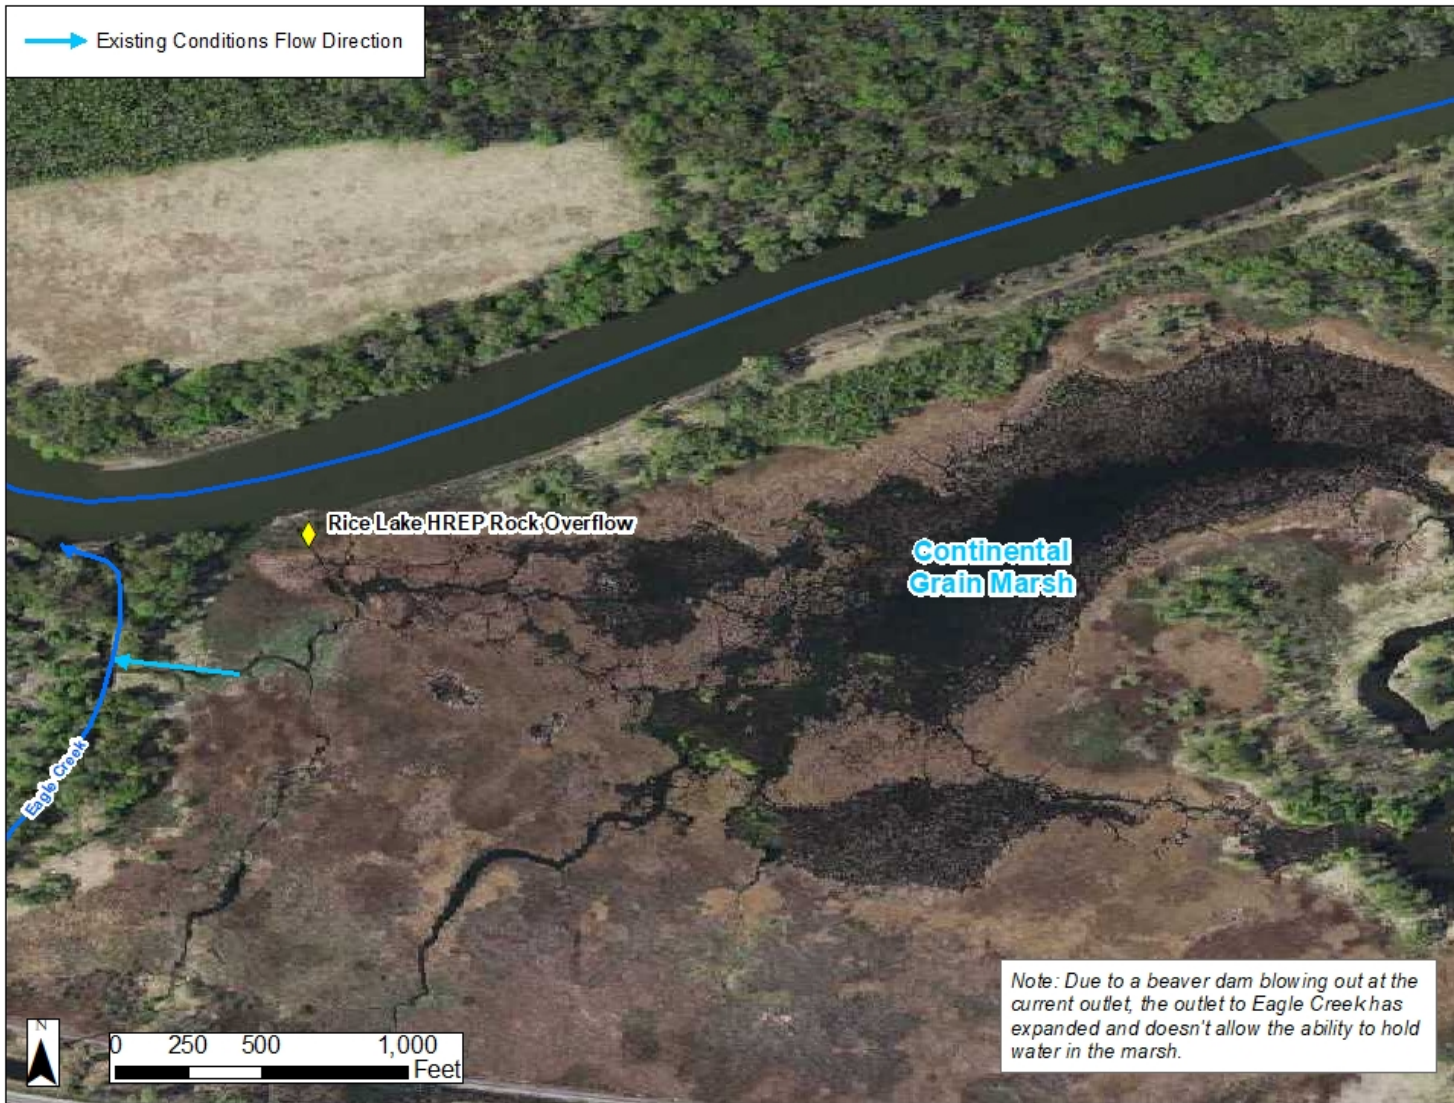 Existing Conditions Flow Direction
Rice Lake HREP Rock Overflow
Continental
Grain Marsh
Eagle Creek
N
0 250 500 1,000
Feet
Note: Due to a beaver dam blowing out at the
current outlet, the outlet to Eagle Creek has
expanded and doesn't allow the ability to hold
water in the marsh.